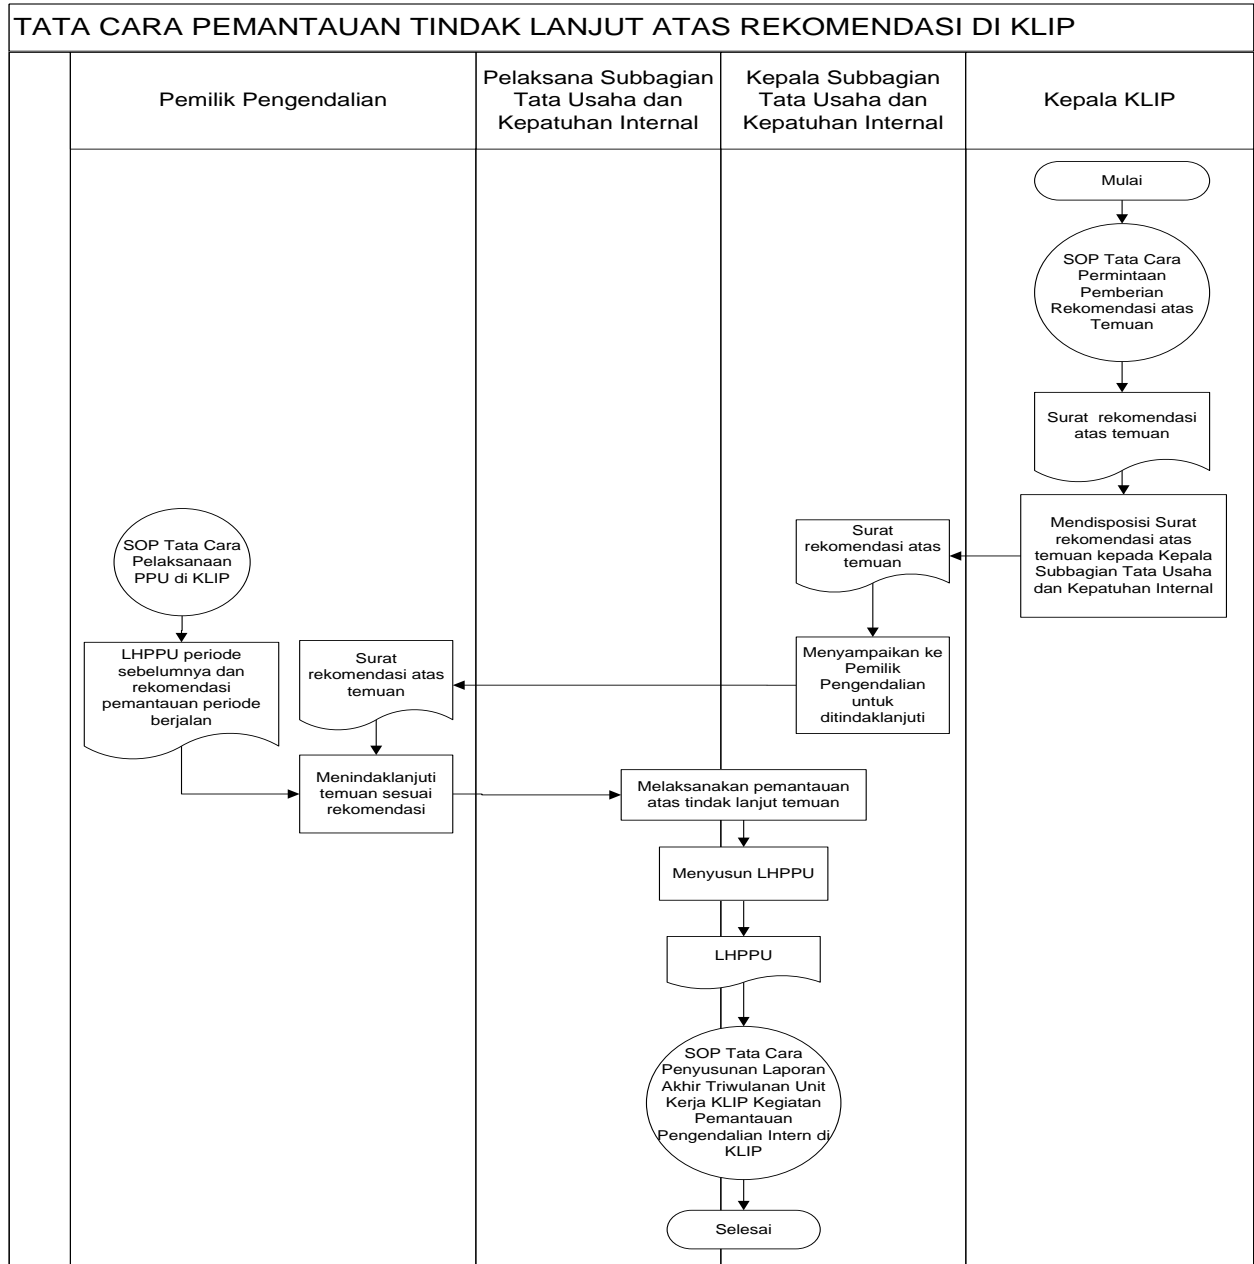 TATA CARA PEMANTAUAN TINDAK LANJUT ATAS REKOMENDASI DI KLIP
Pemilik Pengendalian
Pelaksana Subbagian
Tata Usaha dan
Kepatuhan Internal
Kepala Subbagian
Tata Usaha dan
Kepatuhan Internal
Kepala KLIP
Mulai
SOP Tata Cara
Permintaan
Pemberian
Rekomendasi atas
Temuan
Surat rekomendasi
atas temuan
Mendisposisi Surat
rekomendasi atas
temuan kepada Kepala
Subbagian Tata Usaha
dan Kepatuhan Internal
Surat
rekomendasi atas
temuan
Menyampaikan ke
Pemilik
Pengendalian
untuk
ditindaklanjuti
SOP Tata Cara
Pelaksanaan
PPU di KLIP
LHPPU periode
sebelumnya dan
rekomendasi
pemantauan periode
berjalan
Surat
rekomendasi atas
temuan
Menindaklanjuti
temuan sesuai
rekomendasi
Melaksanakan pemantauan
atas tindak lanjut temuan
Menyusun LHPPU
LHPPU
SOP Tata Cara
Penyusunan Laporan
Akhir Triwulanan Unit
Kerja KLIP Kegiatan
Pemantauan
Pengendalian Intern di
KLIP
Selesai